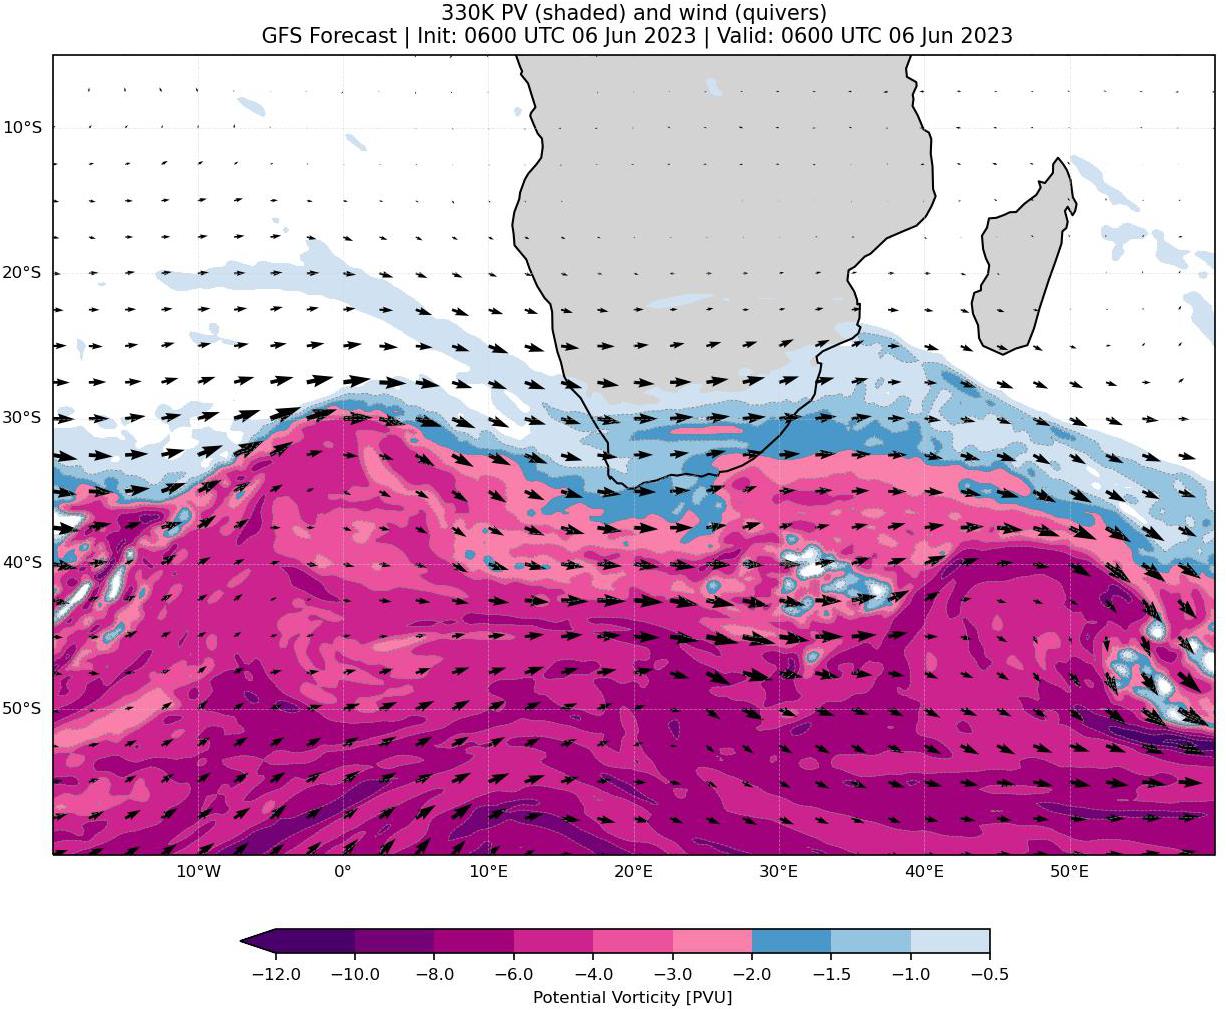 330K PV (shaded) and wind (quivers)
GFS Forecast | Init: 0600 UTC 06 Jun 2023 | Valid: 0600 UTC 06 Jun 2023
10°S
20°S
30°S
40°S
50°S
10°W 0° 10°E 20°E 30°E 40°E 50°E
−12.0 −10.0 −8.0 −6.0 −4.0 −3.0 −2.0 −1.5 −1.0 −0.5
Potential Vorticity [PVU]